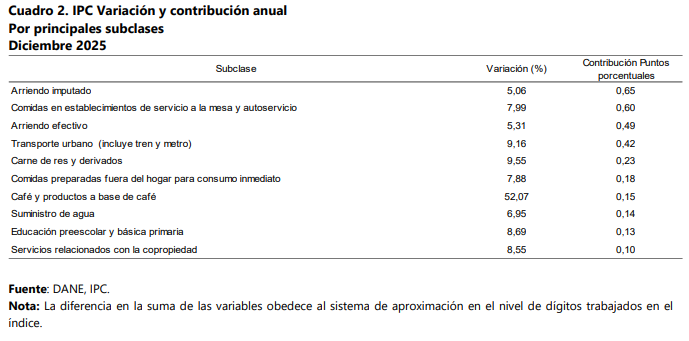 Cuadro 2. IPC Variación y contribución anual
Por principales subclases
Diciembre 2025
Subclase Variación (%) Contribución Puntos porcentuales
Arriendo imputado 5,06 0,65
Comidas en establecimientos de servicio a la mesa y autoservicio 7,99 0,60
Arriendo efectivo 5,31 0,49
Transporte urbano (incluye tren y metro) 9,16 0,42
Carne de res y derivados 9,55 0,23
Comidas preparadas fuera del hogar para consumo inmediato 7,88 0,18
Café y productos a base de café 52,07 0,15
Suministro de agua 6,95 0,14
Educación preescolar y básica primaria 8,69 0,13
Servicios relacionados con la copropiedad 8,55 0,10
Fuente: DANE, IPC.
Nota: La diferencia en la suma de las variables obedece al sistema de aproximación en el nivel de dígitos trabajados en el
índice.